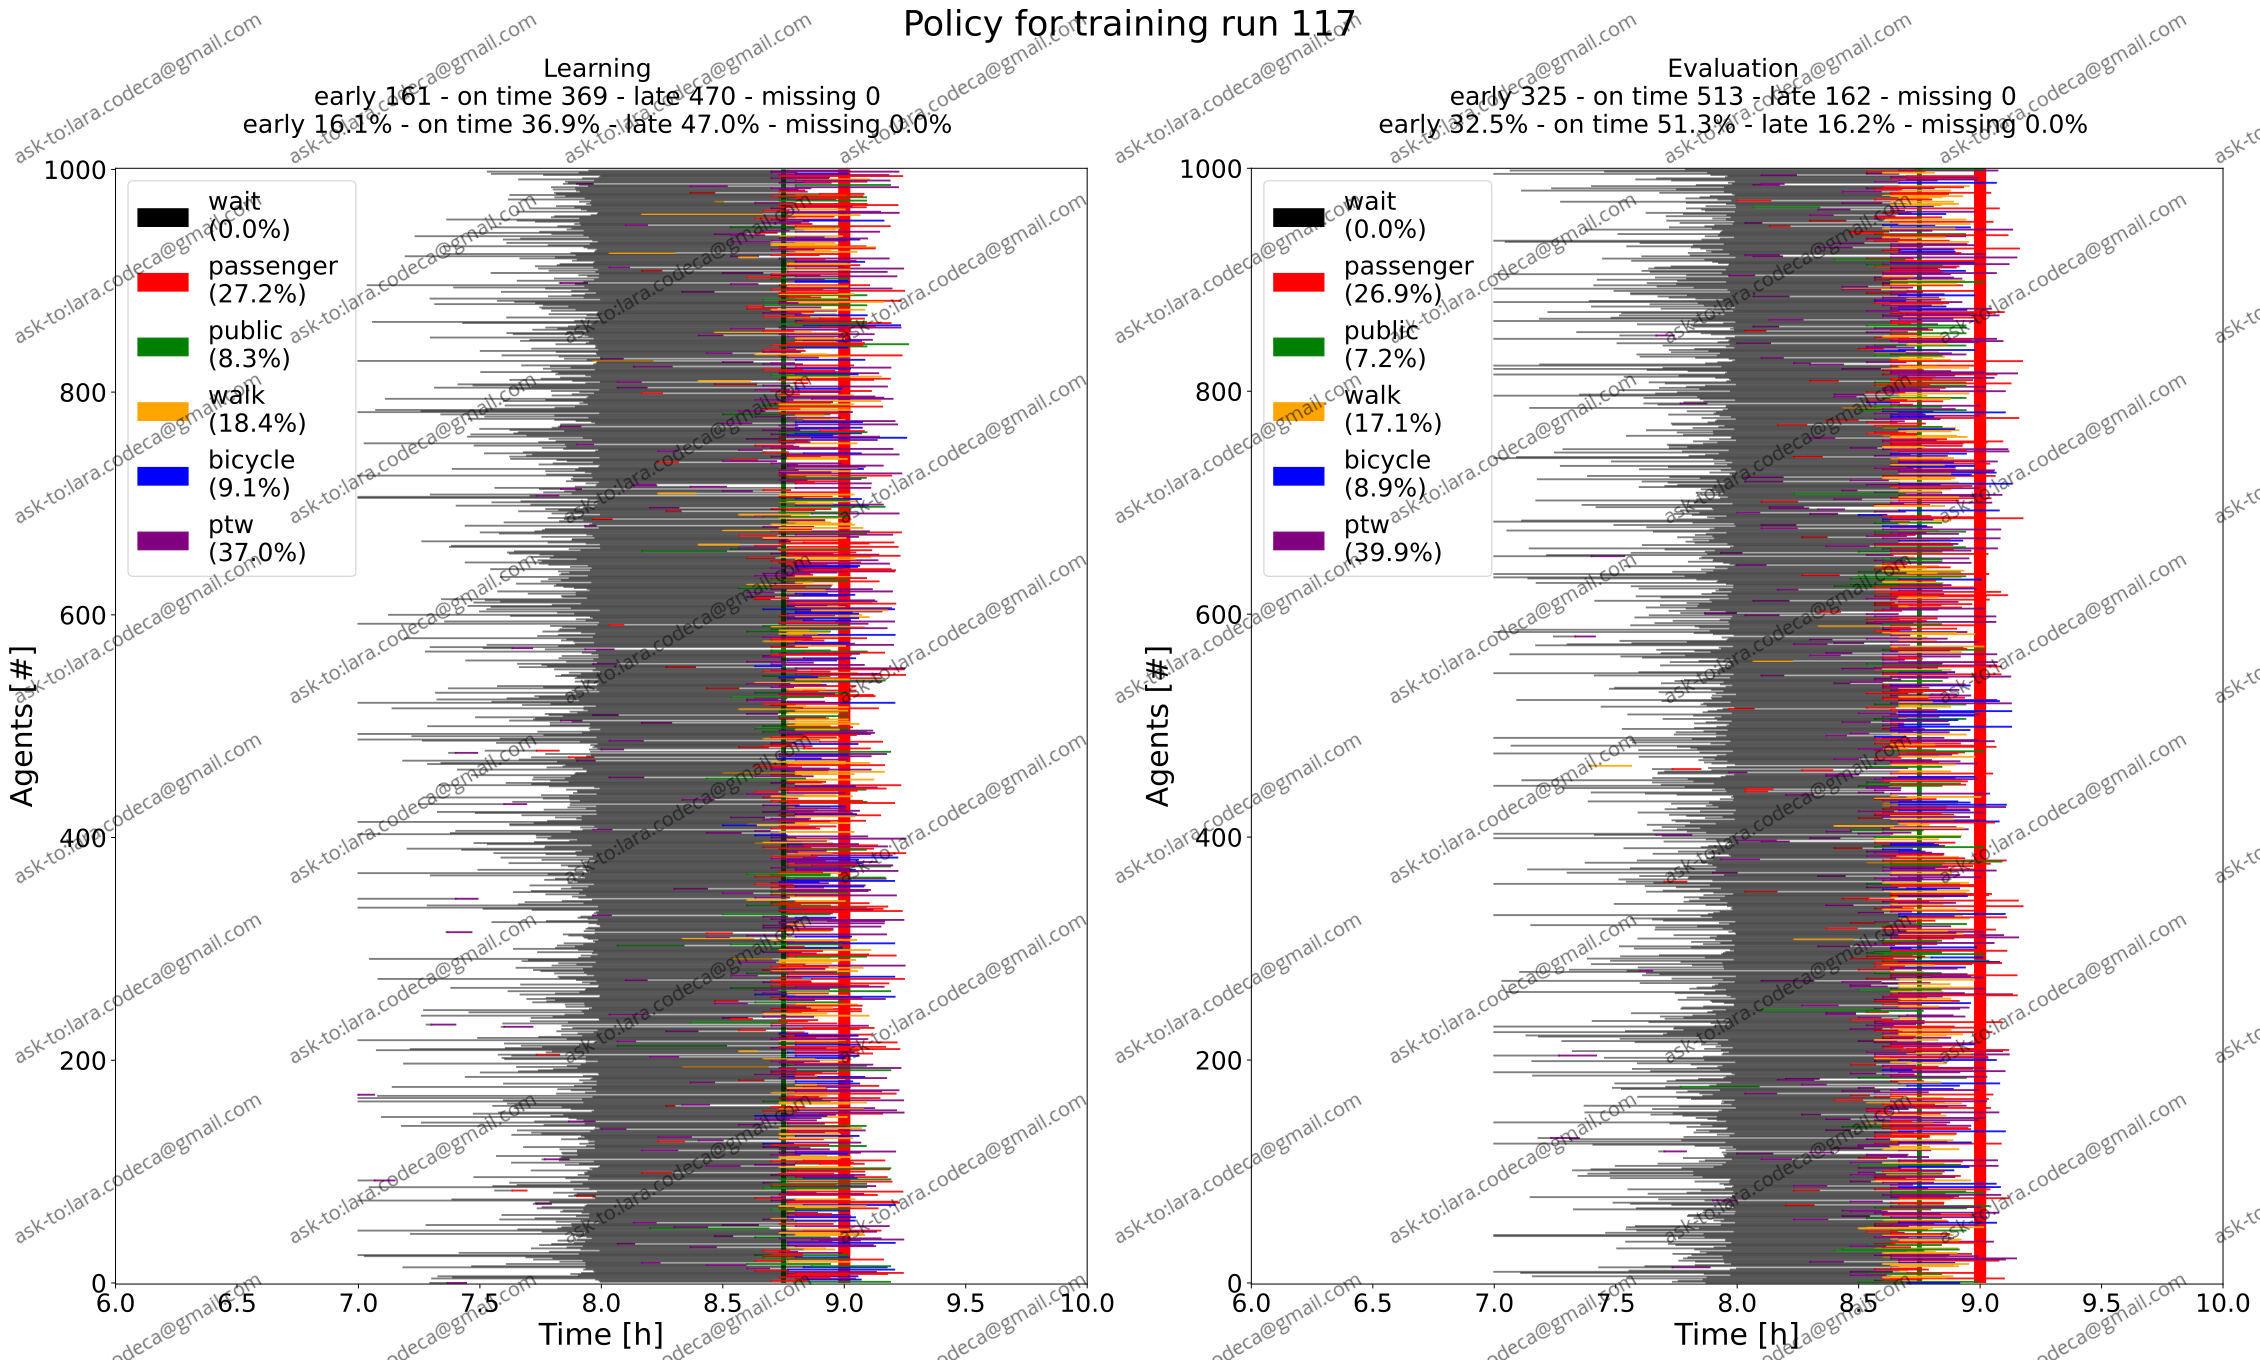 Policy for training run 117
Learning
early 161 - on time 369 - late 470 - missing 0
early 16.1% - on time 36.9% - late 47.0% - missing 0.0%
1000
800
600
400
200
0
Agents [#]
wait
(0.0%)
passenger
(27.2%)
public
(8.3%)
walk
(18.4%)
bicycle
(9.1%)
ptw
(37.0%)
6.0 6.5 7.0 7.5 8.0 8.5 9.0 9.5 10.0
Time [h]
Evaluation
early 325 - on time 513 - late 162 - missing 0
early 32.5% - on time 51.3% - late 16.2% - missing 0.0%
1000
800
600
400
200
0
Agents [#]
wait
(0.0%)
passenger
(26.9%)
public
(7.2%)
walk
(17.1%)
bicycle
(8.9%)
ptw
(39.9%)
6.0 6.5 7.0 7.5 8.0 8.5 9.0 9.5 10.0
Time [h]
ask-to:lara.codeca@gmail.com